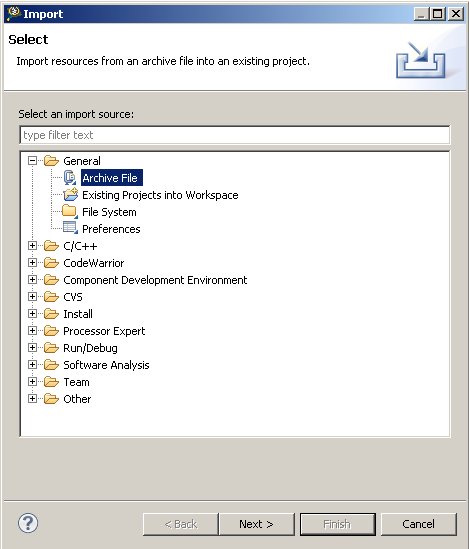 Import
Select
Import resources from an archive file into an existing project.
Select an import source:
type filter text
General
Archive File
Existing Projects into Workspace
File System
Preferences
C/C++
CodeWarrior
Component Development Environment
CVS
Install
Processor Expert
Run/Debug
Software Analysis
Team
Other
? < Back Next > Finish Cancel